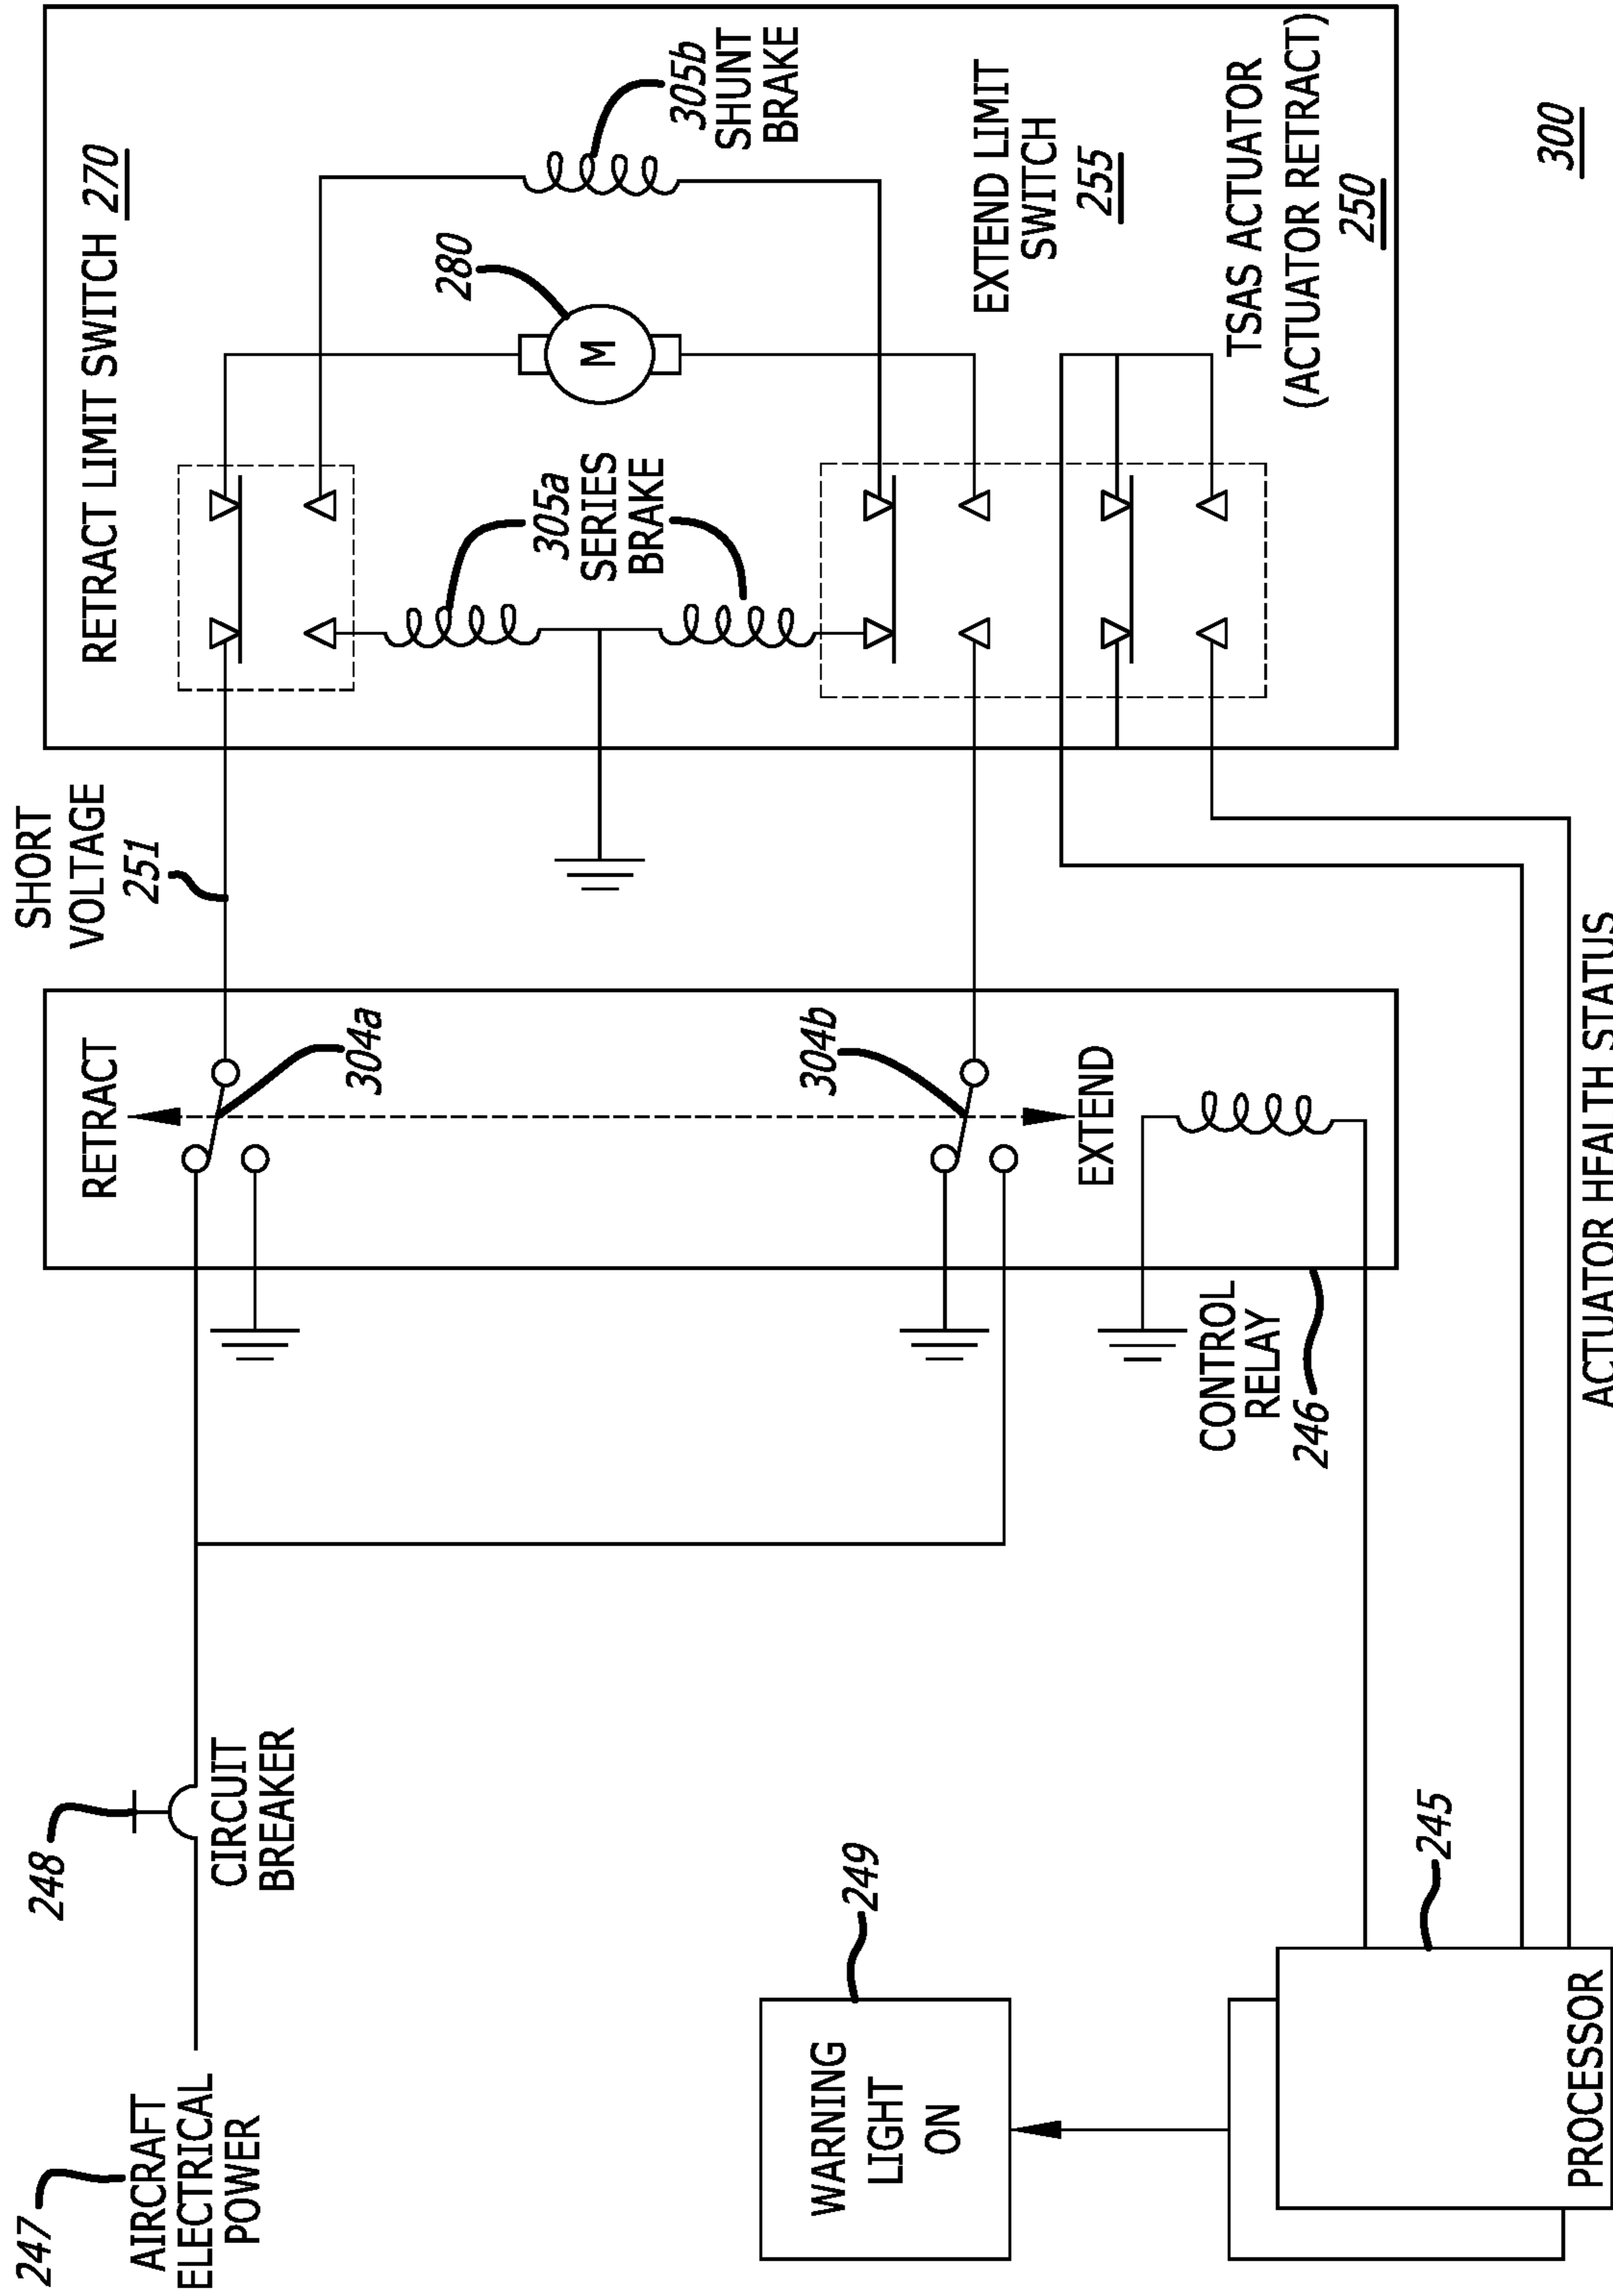 247
AIRCRAFT
ELECTRICAL
POWER
248
CIRCUIT
BREAKER
RETRACT
304a
304b
EXTEND
CONTROL
RELAY
246
SHORT
VOLTAGE
251
RETRACT LIMIT SWITCH 270
280
M
305a
SERIES
BRAKE
305b
SHUNT
BRAKE
EXTEND LIMIT
SWITCH
255
TSAS ACTUATOR
(ACTUATOR RETRACT)
250
WARNING
LIGHT
ON
249
245
PROCESSOR
ACTUATOR HEALTH STATUS
300